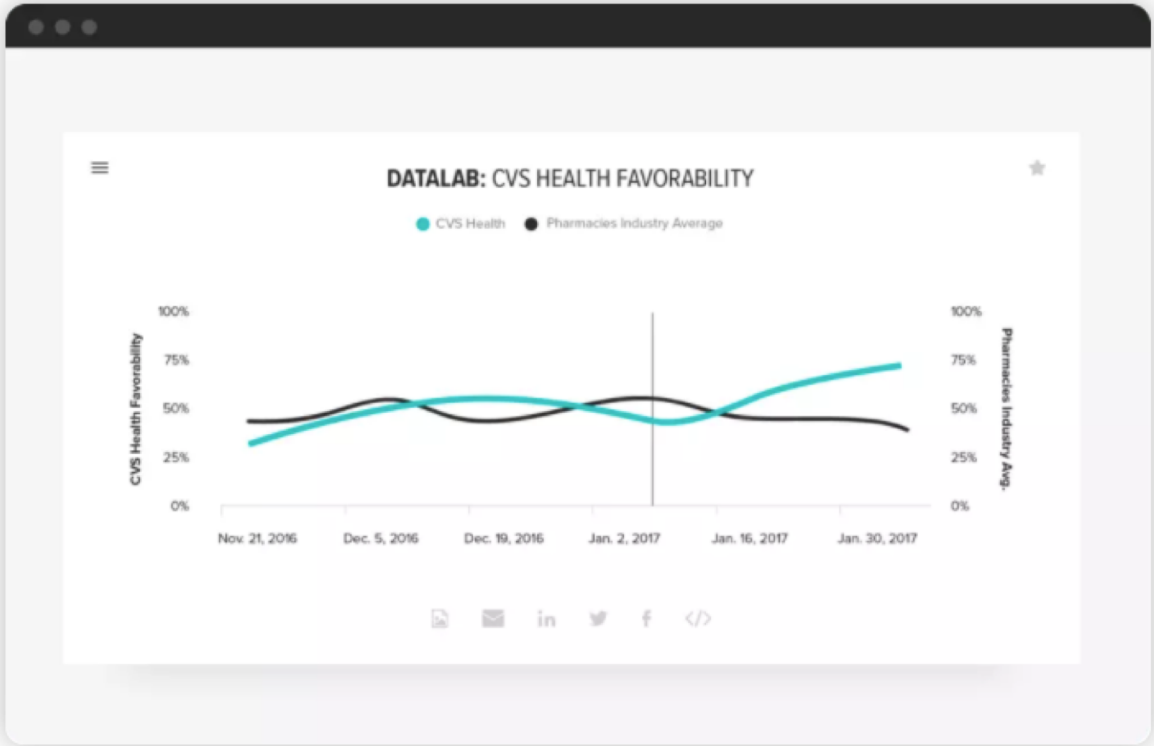 DATALAB: CVS HEALTH FAVORABILITY
CVS Health Pharmacies Industry Average
100% 100%
75% 75%
50% 50%
25% 25%
0% 0%
CVS Health Favorability
Pharmacies Industry Avg.
Nov. 21, 2016 Dec. 5, 2016 Dec. 19, 2016 Jan. 2, 2017 Jan. 16, 2017 Jan. 30, 2017
in f </>